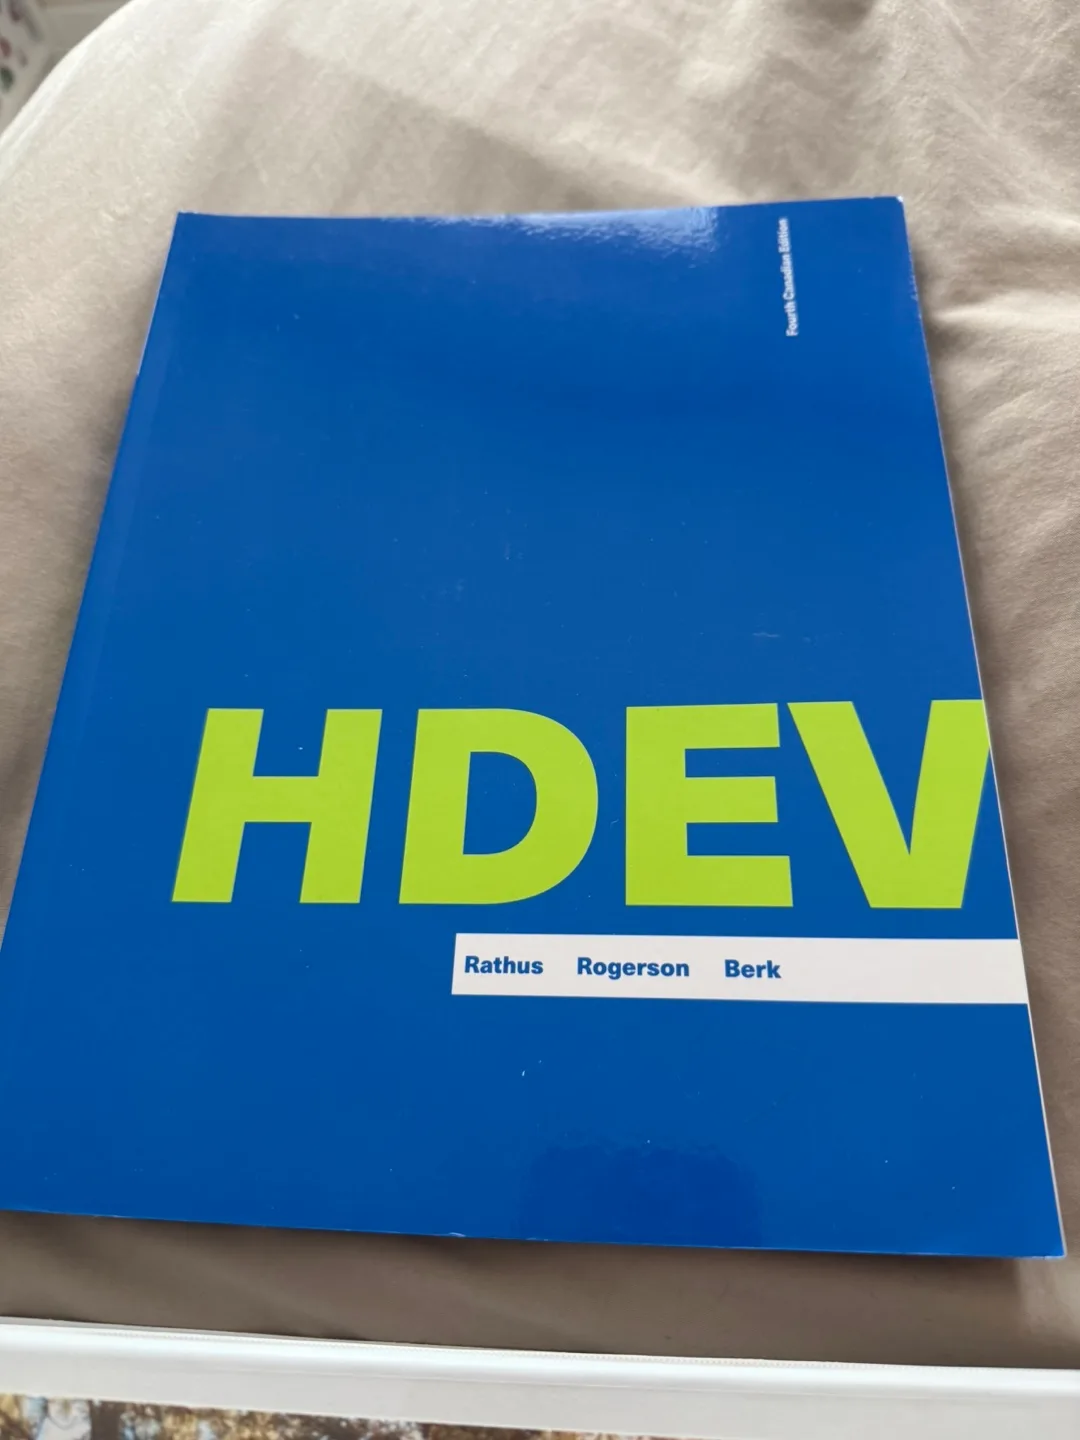 Fourth Canadian Edition
HDEV
Rathus Rogerson Berk